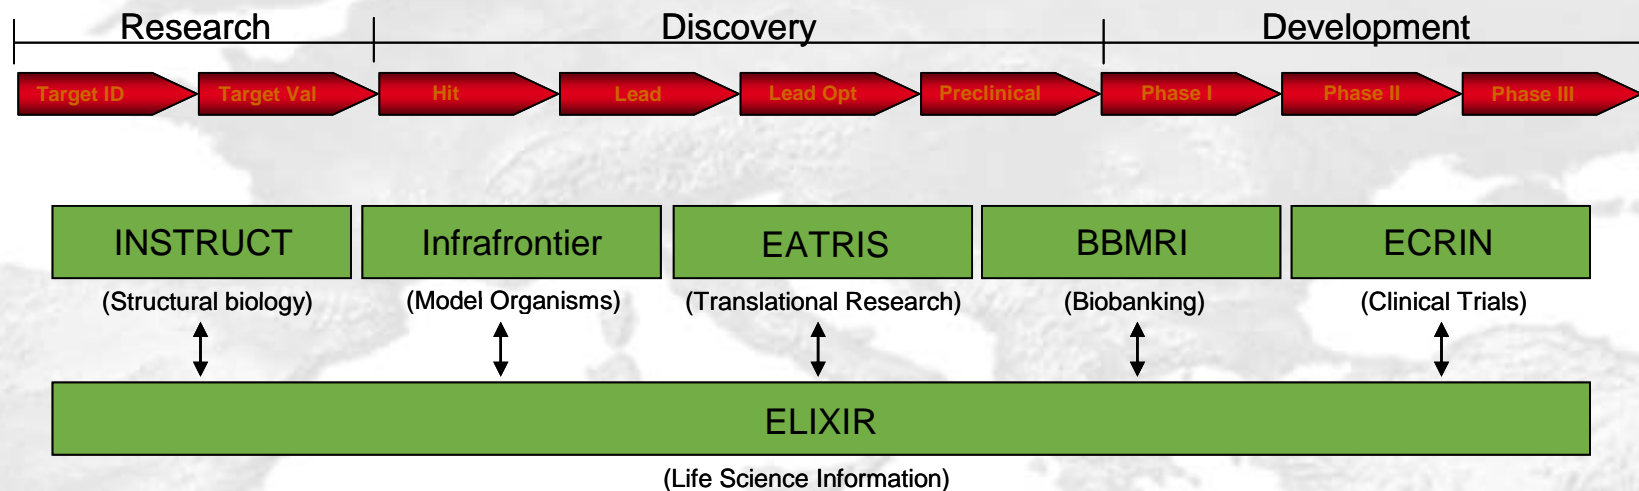 Research Discovery Development
Target ID Target Val Hit Lead Lead Opt Preclinical Phase I Phase II Phase III
INSTRUCT Infrafrontier EATRIS BBMRI ECRIN
(Structural biology) (Model Organisms) (Translational Research) (Biobanking) (Clinical Trials)
ELIXIR
(Life Science Information)